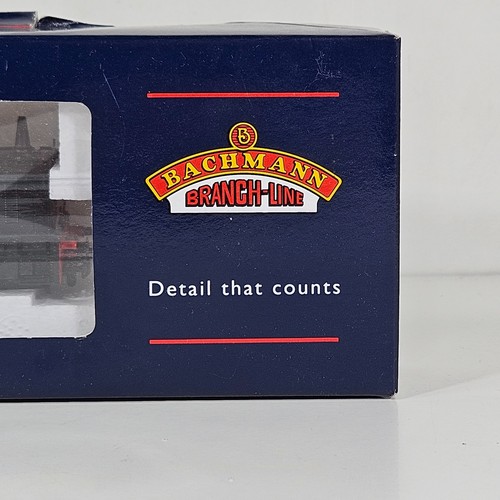 B
BACHMANN
BRANCH-LINE
Detail that counts